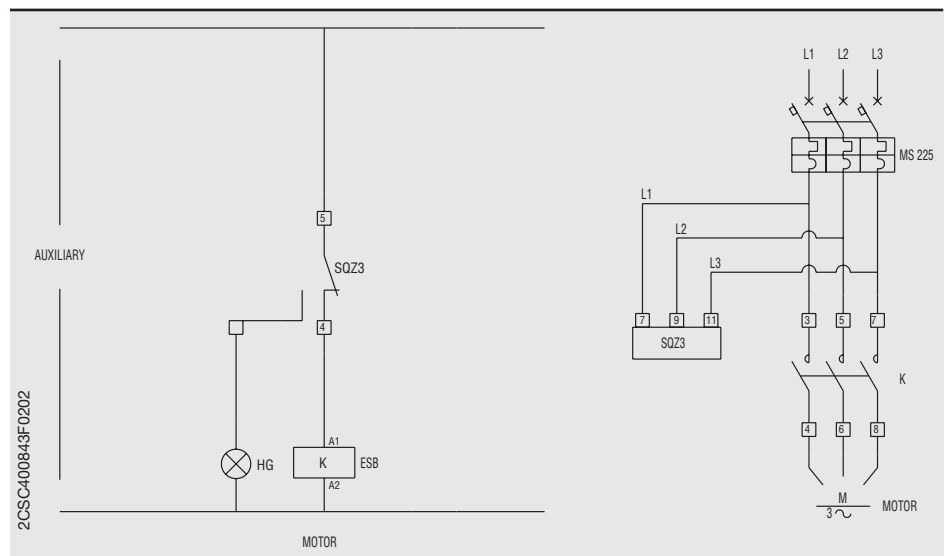 L1 L2 L3
MS 225
L1
L2
L3
5
AUXILIARY
SQZ3
4
7 9 11
SQZ3
3 5 7
K
4 6 8
A1
HG
K
ESB
A2
M
3
MOTOR
MOTOR
2CSC400843F0202